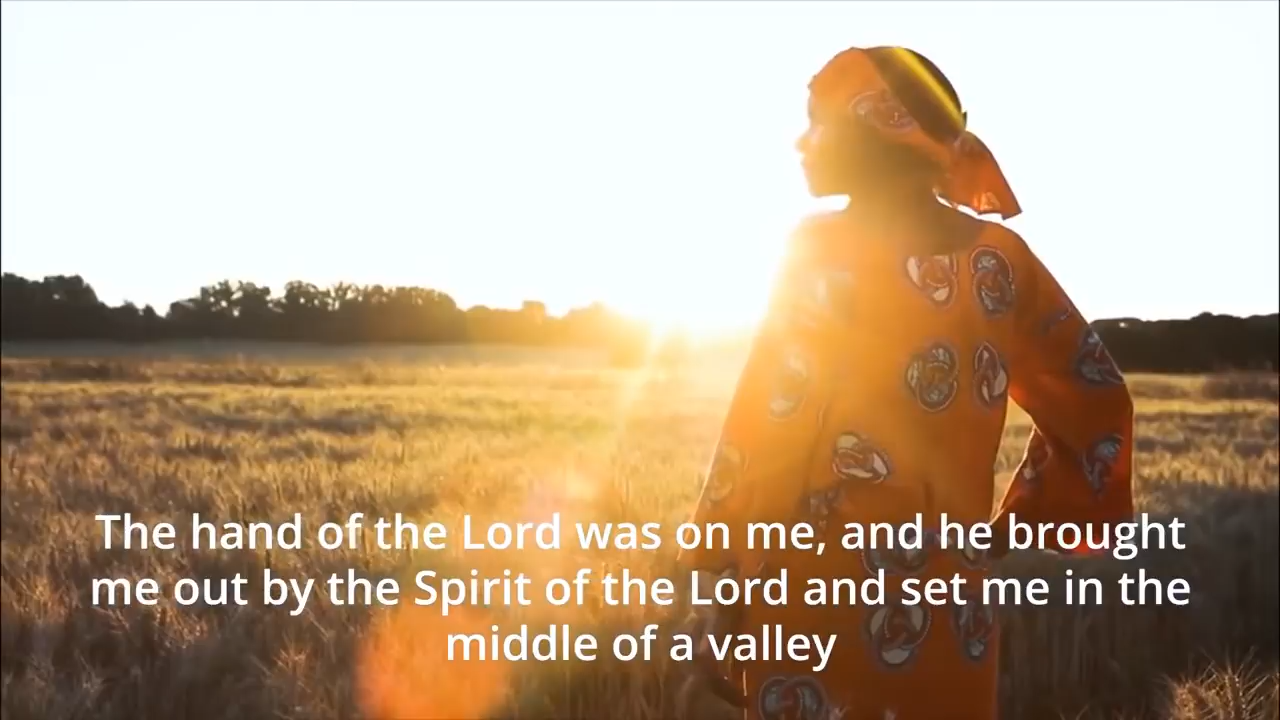 The hand of the Lord was on me, and he brought
me out by the Spirit of the Lord and set me in the
middle of a valley